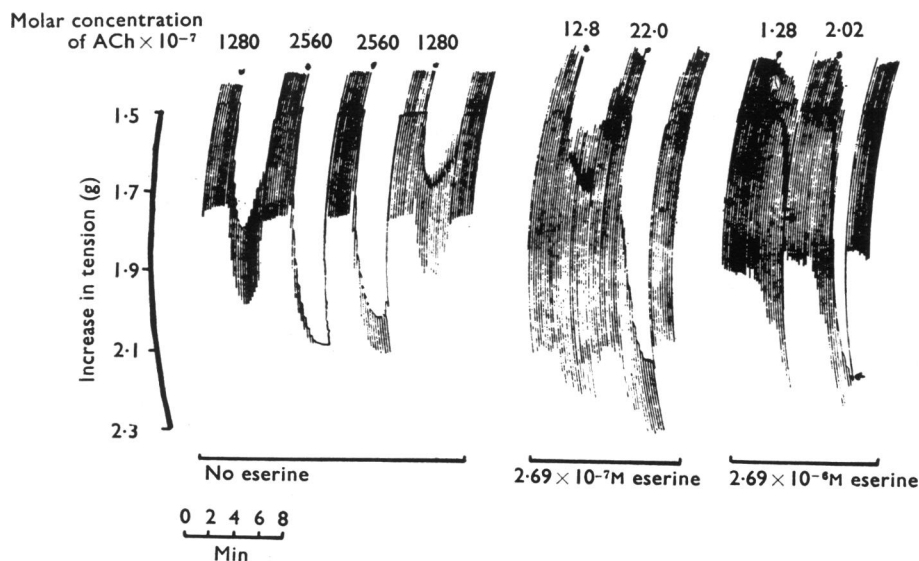 Molar concentration
of ACh × 10⁻⁷ 1280 2560 2560 1280 12·8 22·0 1·28 2·02
1·5
1·7
1·9
2·1
2·3
Increase in tension (g)
No eserine
2·69 × 10⁻⁷M eserine
2·69 × 10⁻⁶M eserine
0 2 4 6 8
Min